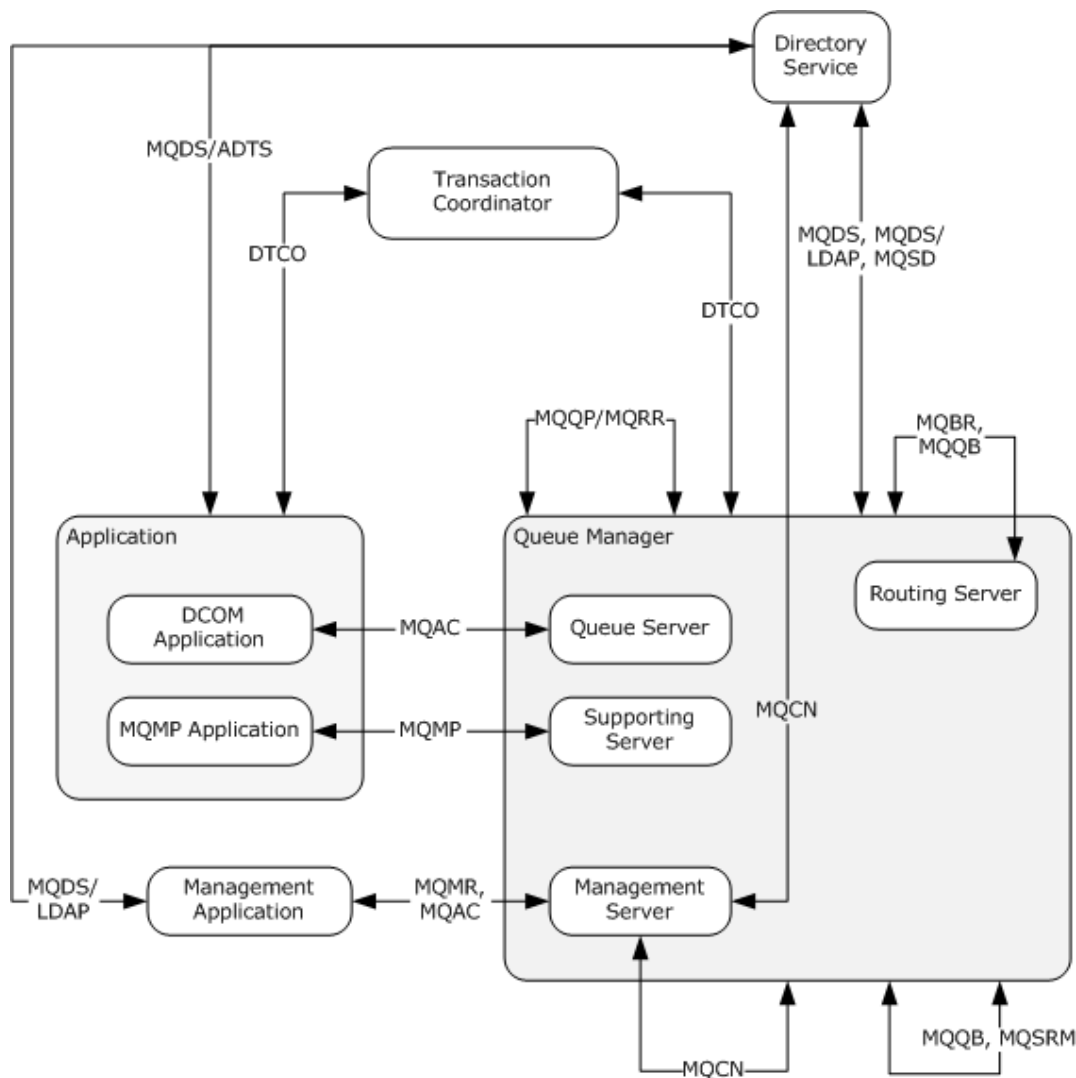 Directory
Service
MQDS/ADTS
Transaction
Coordinator
DTCO
MQDS, MQDS/
LDAP, MQSD
DTCO
MQQP/MQRR
MQBR,
MQQB
Application
Queue Manager
DCOM
Application
MQAC
Queue Server
Routing Server
MQMP Application
MQMP
Supporting
Server
MQCN
MQDS/
LDAP
Management
Application
MQMR,
MQAC
Management
Server
MQQB, MQSRM
MQCN